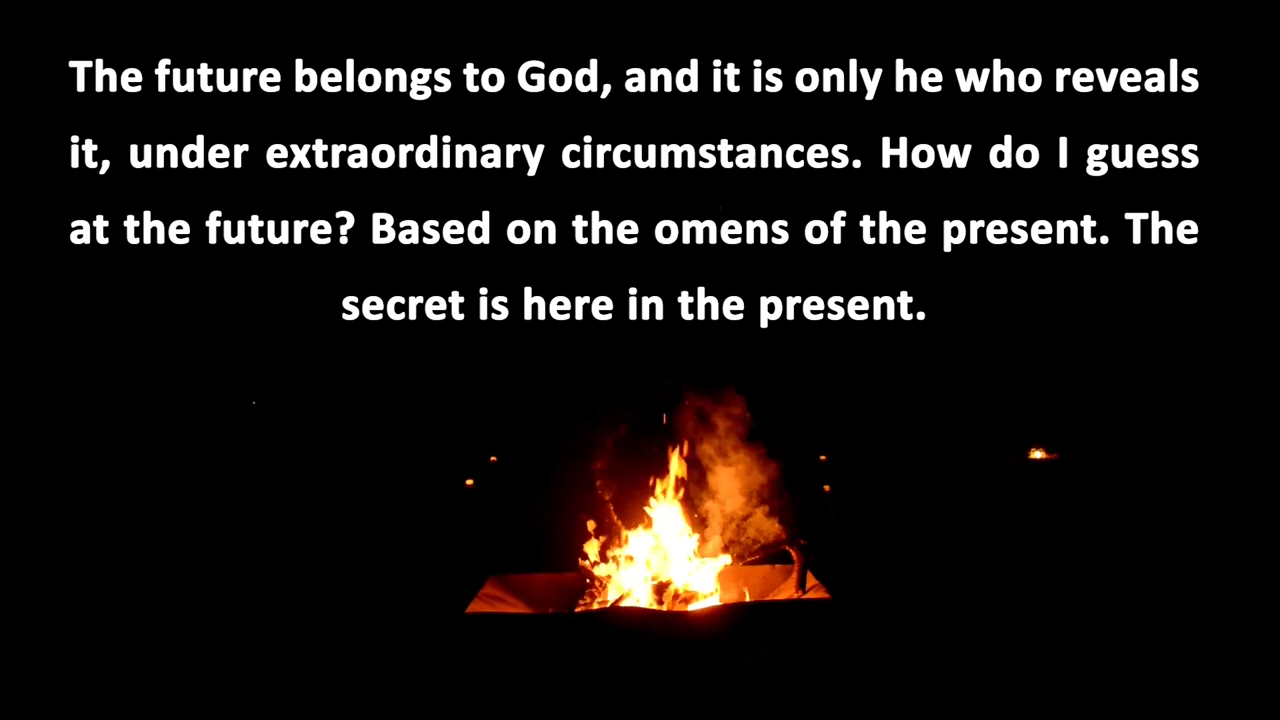 The future belongs to God, and it is only he who reveals
it, under extraordinary circumstances. How do I guess
at the future? Based on the omens of the present. The
secret is here in the present.